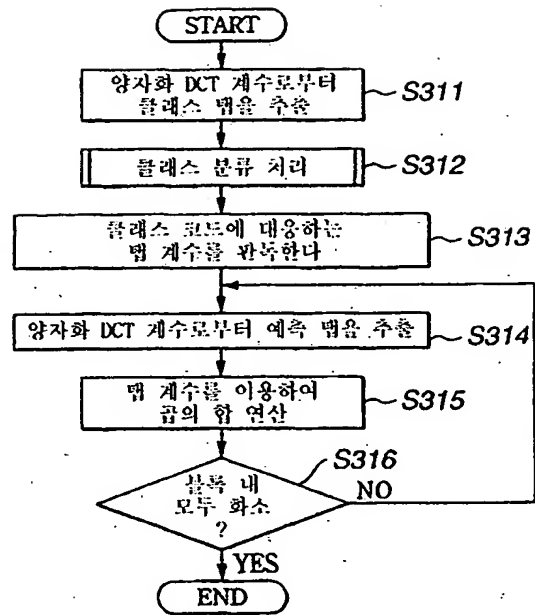 START
양자화 DCT 계수로부터
클래스 탭을 추출
S311
클래스 분류 처리
S312
클래스 코드에 대응하는
탭 계수를 판독한다
S313
양자화 DCT 계수로부터 예측 탭을 추출
S314
탭 계수를 이용하여
곱의 합 연산
S315
S316
블록 내
모두 화소
?
NO
YES
END